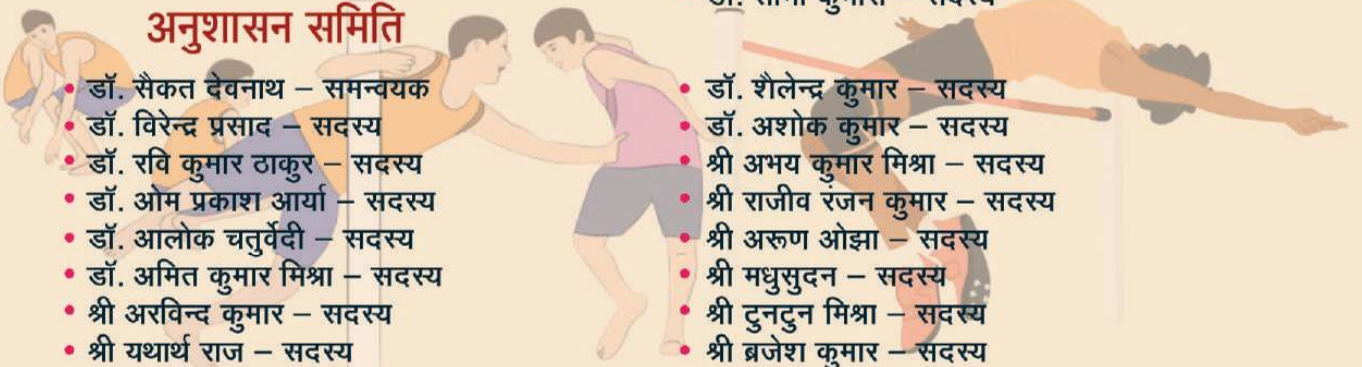 अनुशासन समिति
• डॉ. सैकत देवनाथ – समन्वयक
• डॉ. विरेन्द्र प्रसाद – सदस्य
• डॉ. रवि कुमार ठाकुर – सदस्य
• डॉ. ओम प्रकाश आर्या – सदस्य
• डॉ. आलोक चतुर्वेदी – सदस्य
• डॉ. अमित कुमार मिश्रा – सदस्य
• श्री अरविन्द कुमार – सदस्य
• श्री यथार्थ राज – सदस्य
• डॉ. शैलेन्द्र कुमार – सदस्य
• डॉ. अशोक कुमार – सदस्य
• श्री अभय कुमार मिश्रा – सदस्य
• श्री राजीव रंजन कुमार – सदस्य
• श्री अरूण ओझा – सदस्य
• श्री मधुसुदन – सदस्य
• श्री टुनटुन मिश्रा – सदस्य
• श्री ब्रजेश कुमार – सदस्य